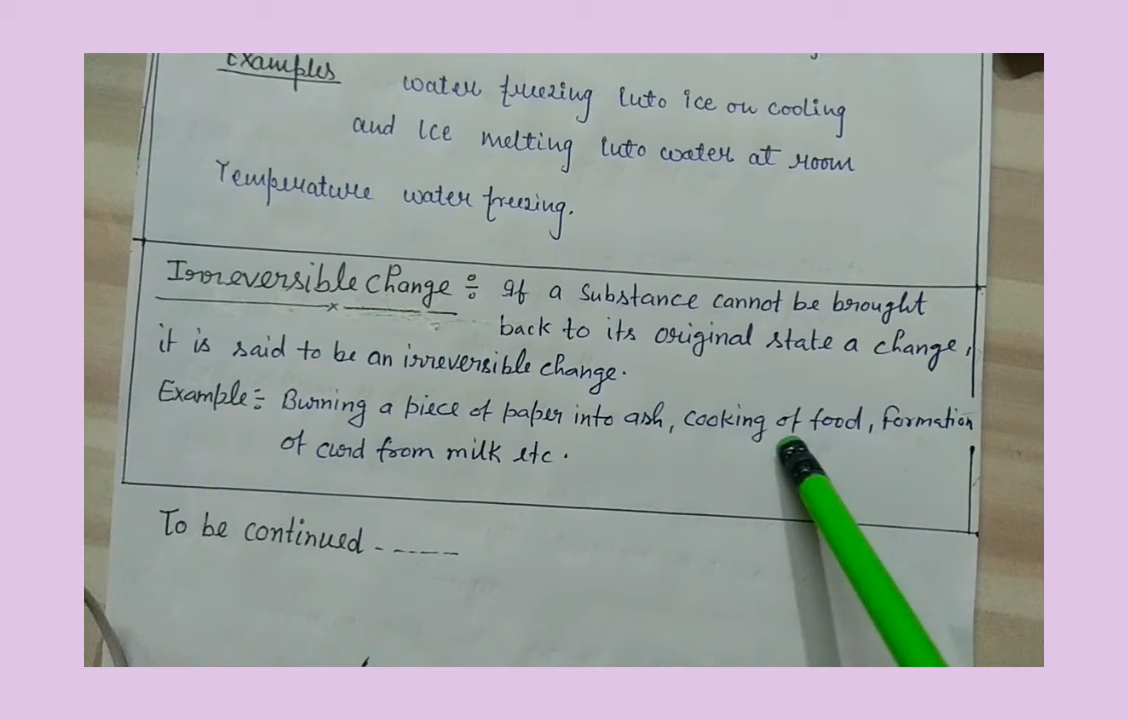 Examples
water freezing Into ice on cooling
and Ice melting Into water at room
Temperature water freezing.
Irreversible Change ÷ If a Substance cannot be brought
back to its original state a change,
it is said to be an irreversible change.
Example ÷ Burning a piece of paper into ash, cooking of food, formation
of curd from milk etc.
To be continued -----